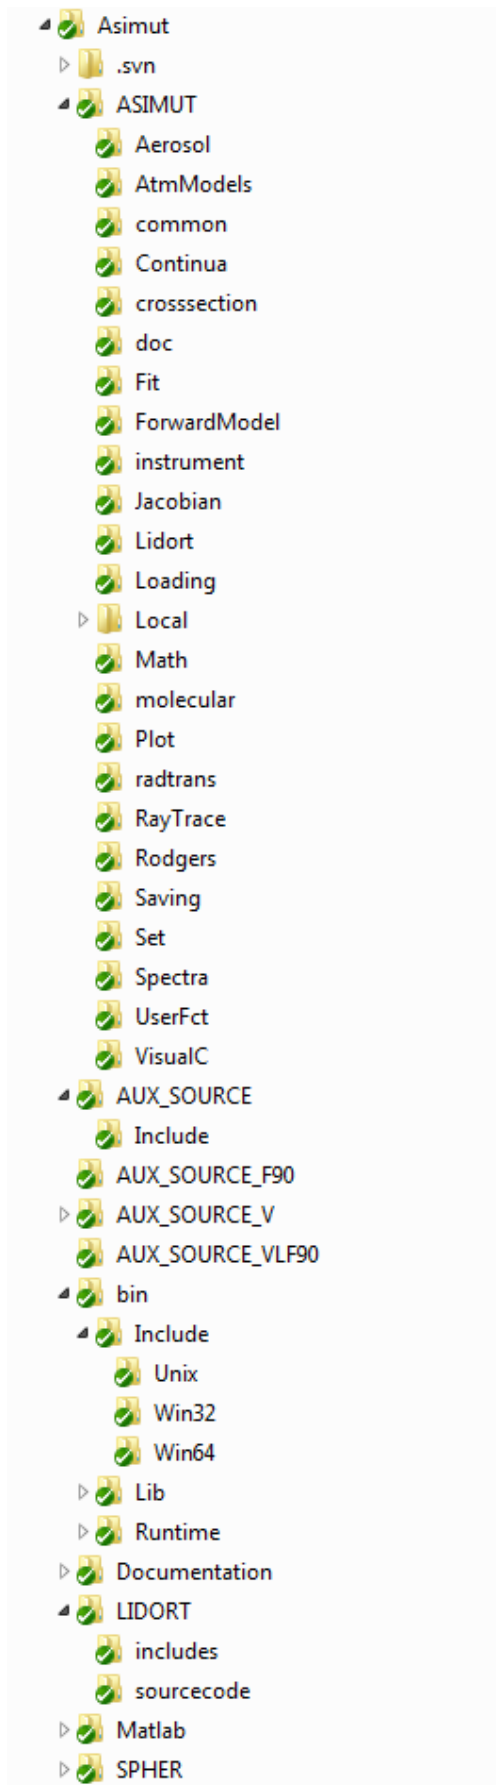 Asimut
.svn
ASIMUT
Aerosol
AtmModels
common
Continua
crosssection
doc
Fit
ForwardModel
instrument
Jacobian
Lidort
Loading
Local
Math
molecular
Plot
radtrans
RayTrace
Rodgers
Saving
Set
Spectra
UserFct
VisualC
AUX_SOURCE
Include
AUX_SOURCE_F90
AUX_SOURCE_V
AUX_SOURCE_VLF90
bin
Include
Unix
Win32
Win64
Lib
Runtime
Documentation
LIDORT
includes
sourcecode
Matlab
SPHER